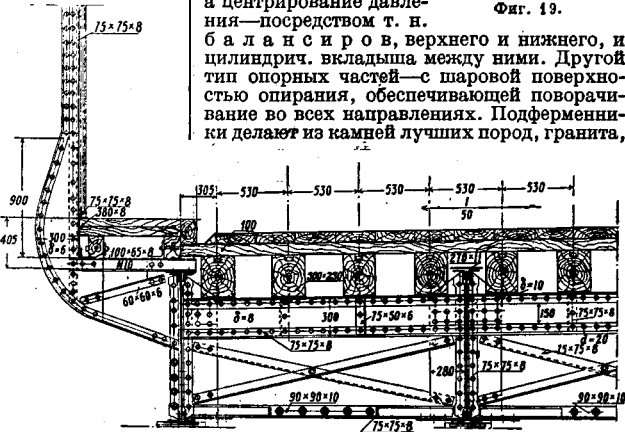 а центрирование давле-
ния—посредством т. н.
Фиг. 19.
балансиров, верхнего и нижнего, и
цилиндрич. вкладыша между ними. Другой
тип опорных частей—с шаровой поверхно-
стью опирания, обеспечивающей поворачи-
вание во всех направлениях. Подферменни-
ки делают из камней лучших пород, гранита,
75×75×8
900
405
305
530
530
530
530
530
1
50
75×75×8
380×8
300
δ=6
100×65×8
№16
60×60×6
100
300×230
δ=10
δ=8
300
75×50×6
150
75×75×8
75×75×8
d=20
75×75×8
280
75×75×8
90×90×10
90×90×10
75×75×8